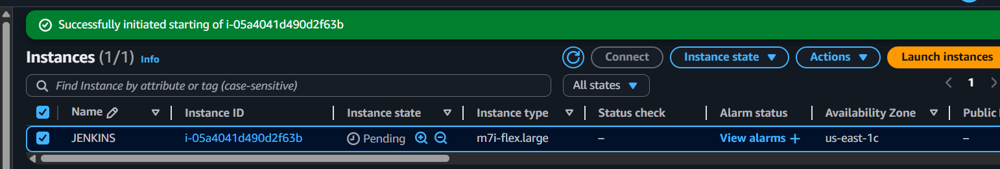 Successfully initiated starting of i-05a4041d490d2f63b
Instances (1/1) Info
Connect
Instance state
Actions
Launch instances
Find Instance by attribute or tag (case-sensitive)
All states
1
Name
Instance ID
Instance state
Instance type
Status check
Alarm status
Availability Zone
Public
JENKINS
i-05a4041d490d2f63b
Pending
m7i-flex.large
–
View alarms +
us-east-1c
–